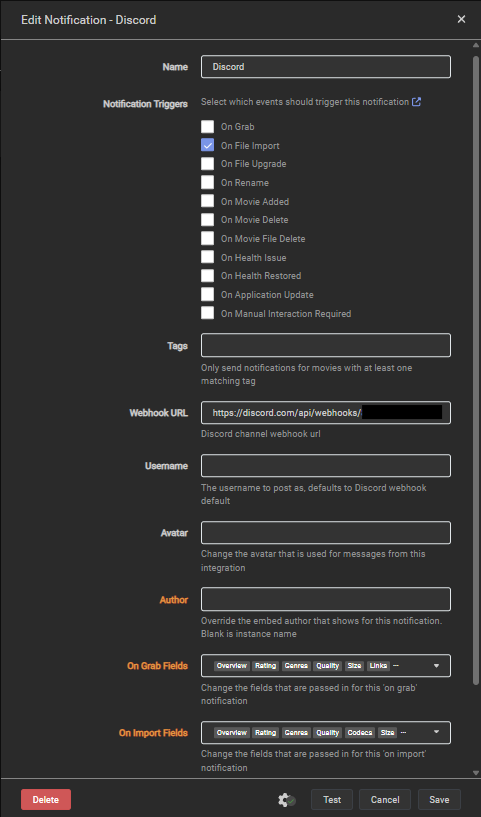 Edit Notification - Discord
Name
Discord
Notification Triggers
Select which events should trigger this notification
On Grab
On File Import
On File Upgrade
On Rename
On Movie Added
On Movie Delete
On Movie File Delete
On Health Issue
On Health Restored
On Application Update
On Manual Interaction Required
Tags
Only send notifications for movies with at least one
matching tag
Webhook URL
https://discord.com/api/webhooks/
Discord channel webhook url
Username
The username to post as, defaults to Discord webhook
default
Avatar
Change the avatar that is used for messages from this
integration
Author
Override the embed author that shows for this notification.
Blank is instance name
On Grab Fields
Overview Rating Genres Quality Size Links ...
Change the fields that are passed in for this 'on grab'
notification
On Import Fields
Overview Rating Genres Quality Codecs Size ...
Change the fields that are passed in for this 'on import'
notification
Delete
Test
Cancel
Save